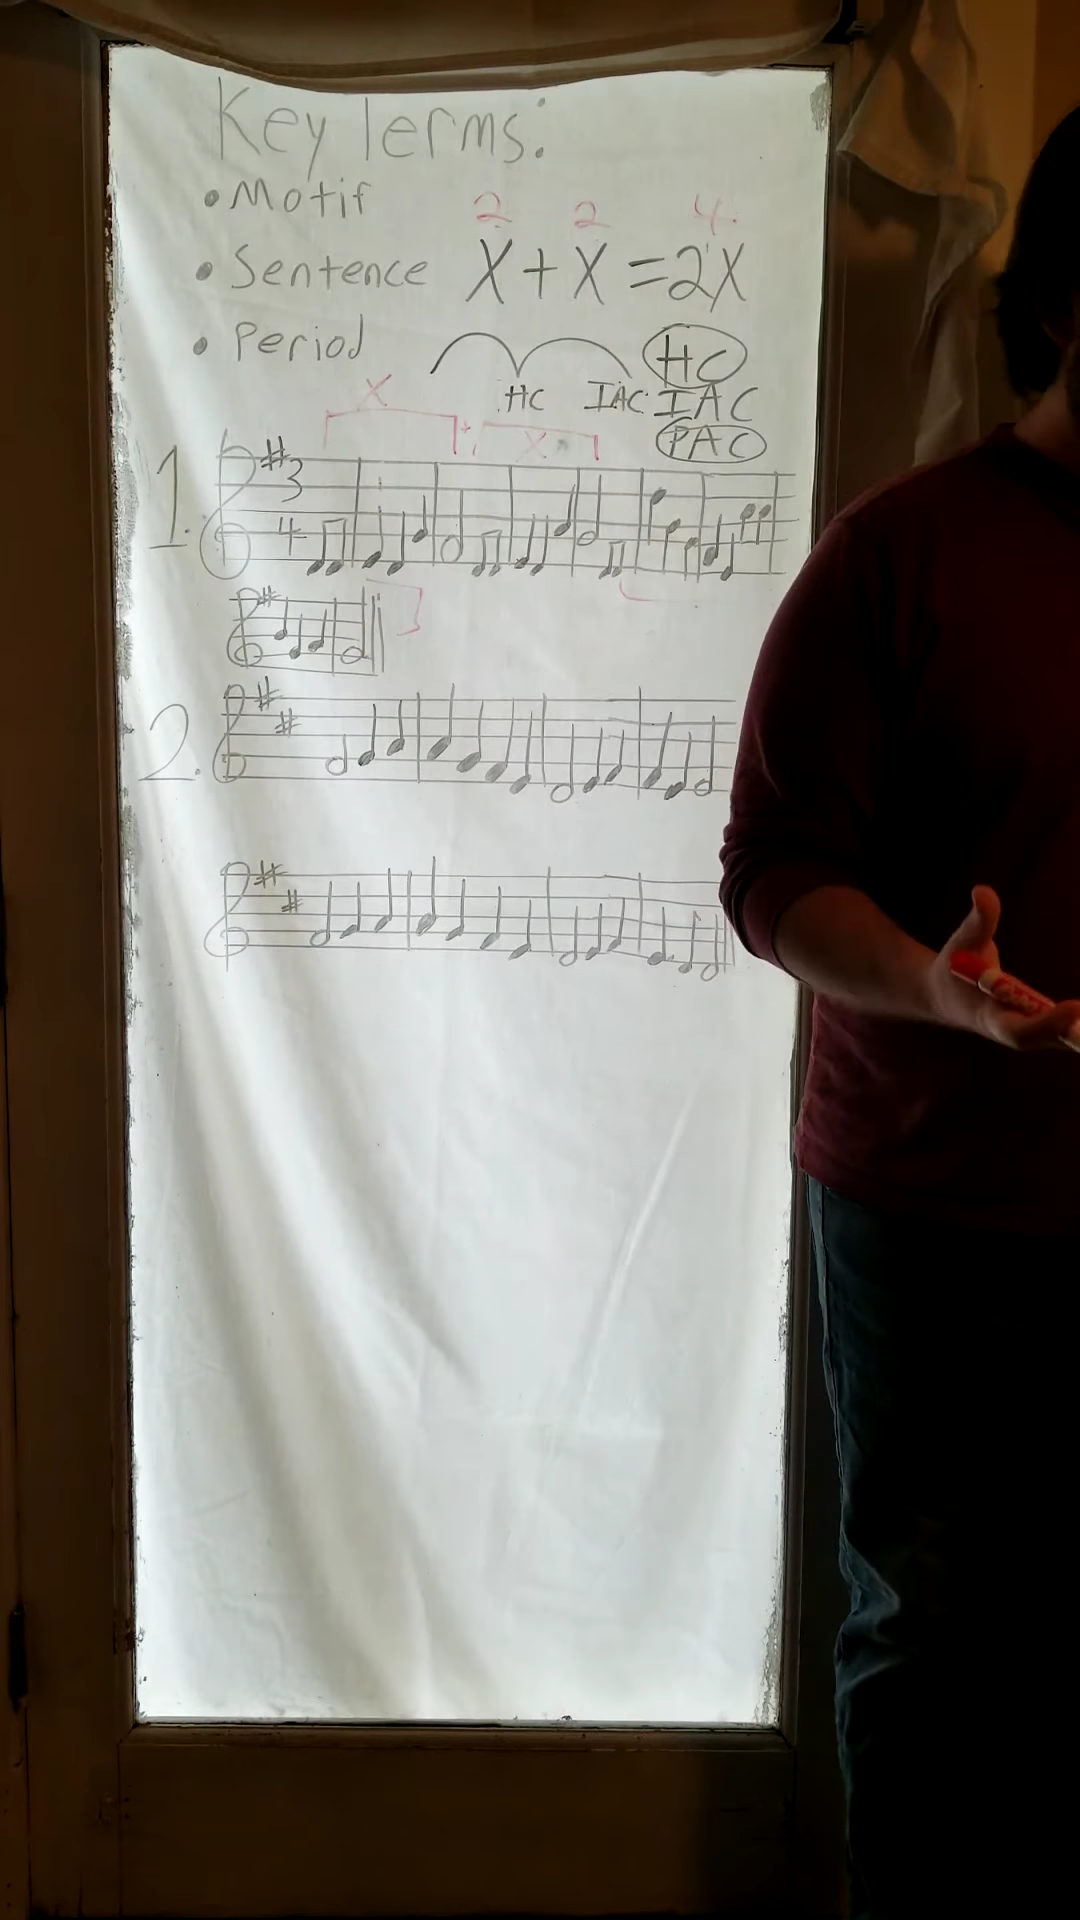 Key Terms:
• Motif
2 2 4
• Sentence X+X=2X
• Period HC
HC IAC IAC
PAC
X + X
1. # 3
4
#
2. # #
# # #